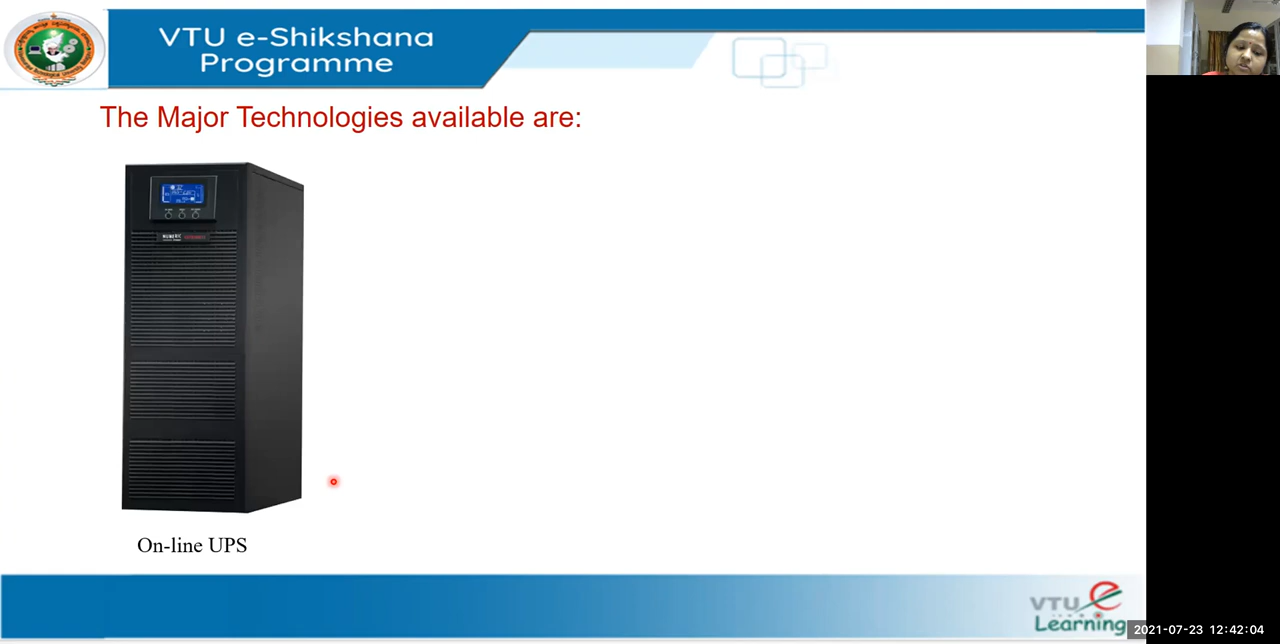 VTU e-Shikshana
Programme
The Major Technologies available are:
NUMERIC
On-line UPS
VTU
e
Learning
2021-07-23 12:42:04